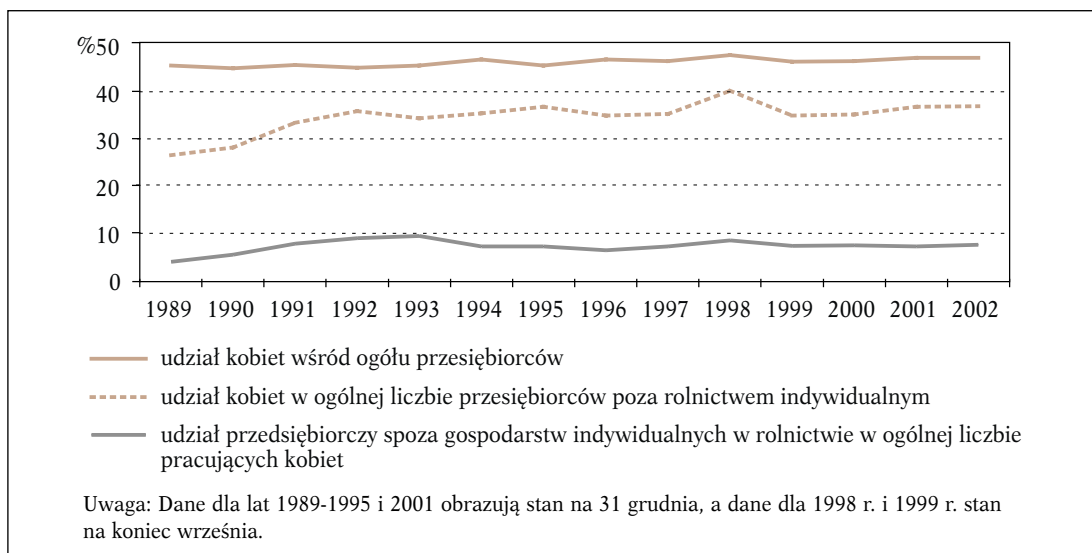 %50
40
30
20
10
0
1989 1990 1991 1992 1993 1994 1995 1996 1997 1998 1999 2000 2001 2002
udział kobiet wśród ogółu przesiębiorców
udział kobiet w ogólnej liczbie przesiębiorców poza rolnictwem indywidualnym
udział przedsiębiorczy spoza gospodarstw indywidualnych w rolnictwie w ogólnej liczbie
pracujących kobiet
Uwaga: Dane dla lat 1989-1995 i 2001 obrazują stan na 31 grudnia, a dane dla 1998 r. i 1999 r. stan
na koniec września.